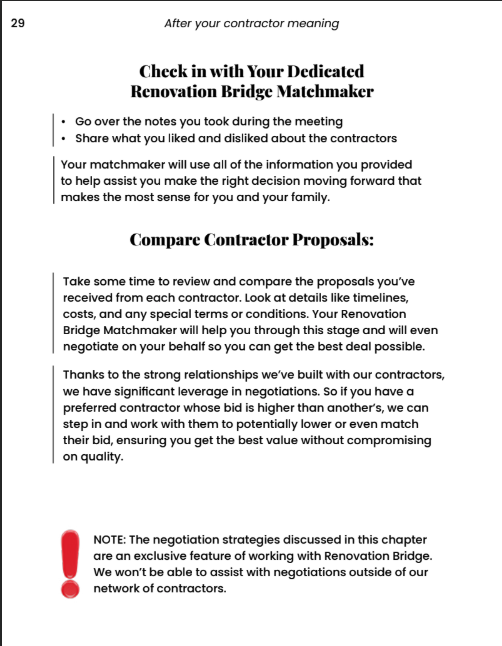 29
After your contractor meaning
Check in with Your Dedicated
Renovation Bridge Matchmaker
• Go over the notes you took during the meeting
• Share what you liked and disliked about the contractors
Your matchmaker will use all of the information you provided
to help assist you make the right decision moving forward that
makes the most sense for you and your family.
Compare Contractor Proposals:
Take some time to review and compare the proposals you've
received from each contractor. Look at details like timelines,
costs, and any special terms or conditions. Your Renovation
Bridge Matchmaker will help you through this stage and will even
negotiate on your behalf so you can get the best deal possible.
Thanks to the strong relationships we've built with our contractors,
we have significant leverage in negotiations. So if you have a
preferred contractor whose bid is higher than another's, we can
step in and work with them to potentially lower or even match
their bid, ensuring you get the best value without compromising
on quality.
NOTE: The negotiation strategies discussed in this chapter
are an exclusive feature of working with Renovation Bridge.
We won't be able to assist with negotiations outside of our
network of contractors.